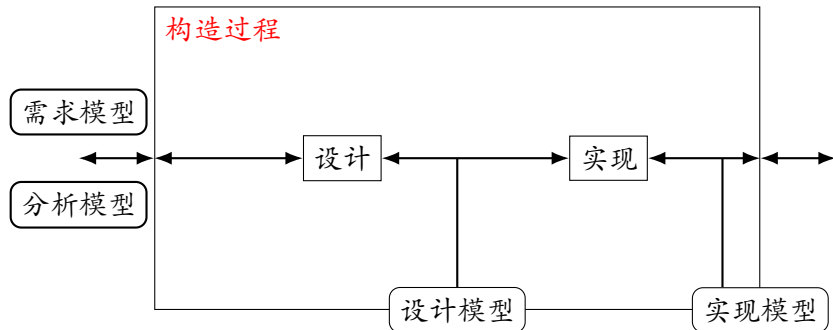 构造过程
需求模型
设计
实现
分析模型
设计模型
实现模型